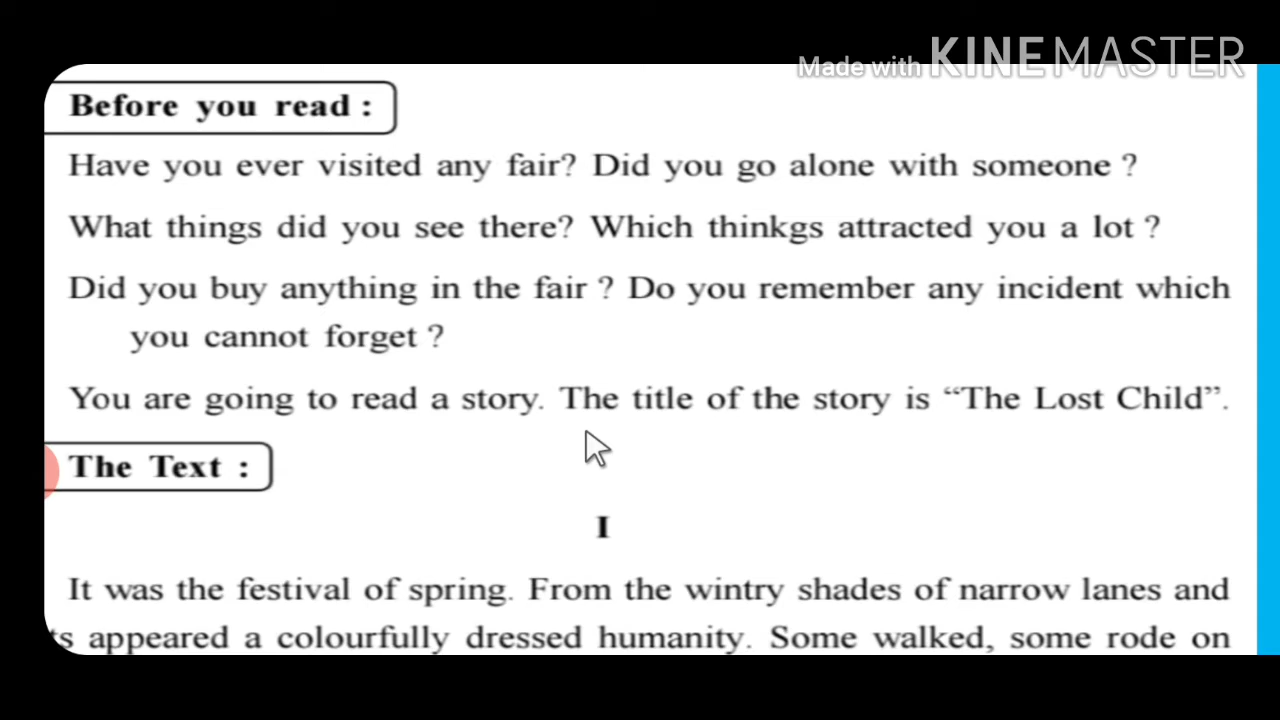 Made with KINEMASTER
Before you read :
Have you ever visited any fair? Did you go alone with someone ?
What things did you see there? Which thinkgs attracted you a lot ?
Did you buy anything in the fair ? Do you remember any incident which
you cannot forget ?
You are going to read a story. The title of the story is “The Lost Child”.
The Text :
I
It was the festival of spring. From the wintry shades of narrow lanes and
appeared a colourfully dressed humanity. Some walked, some rode on